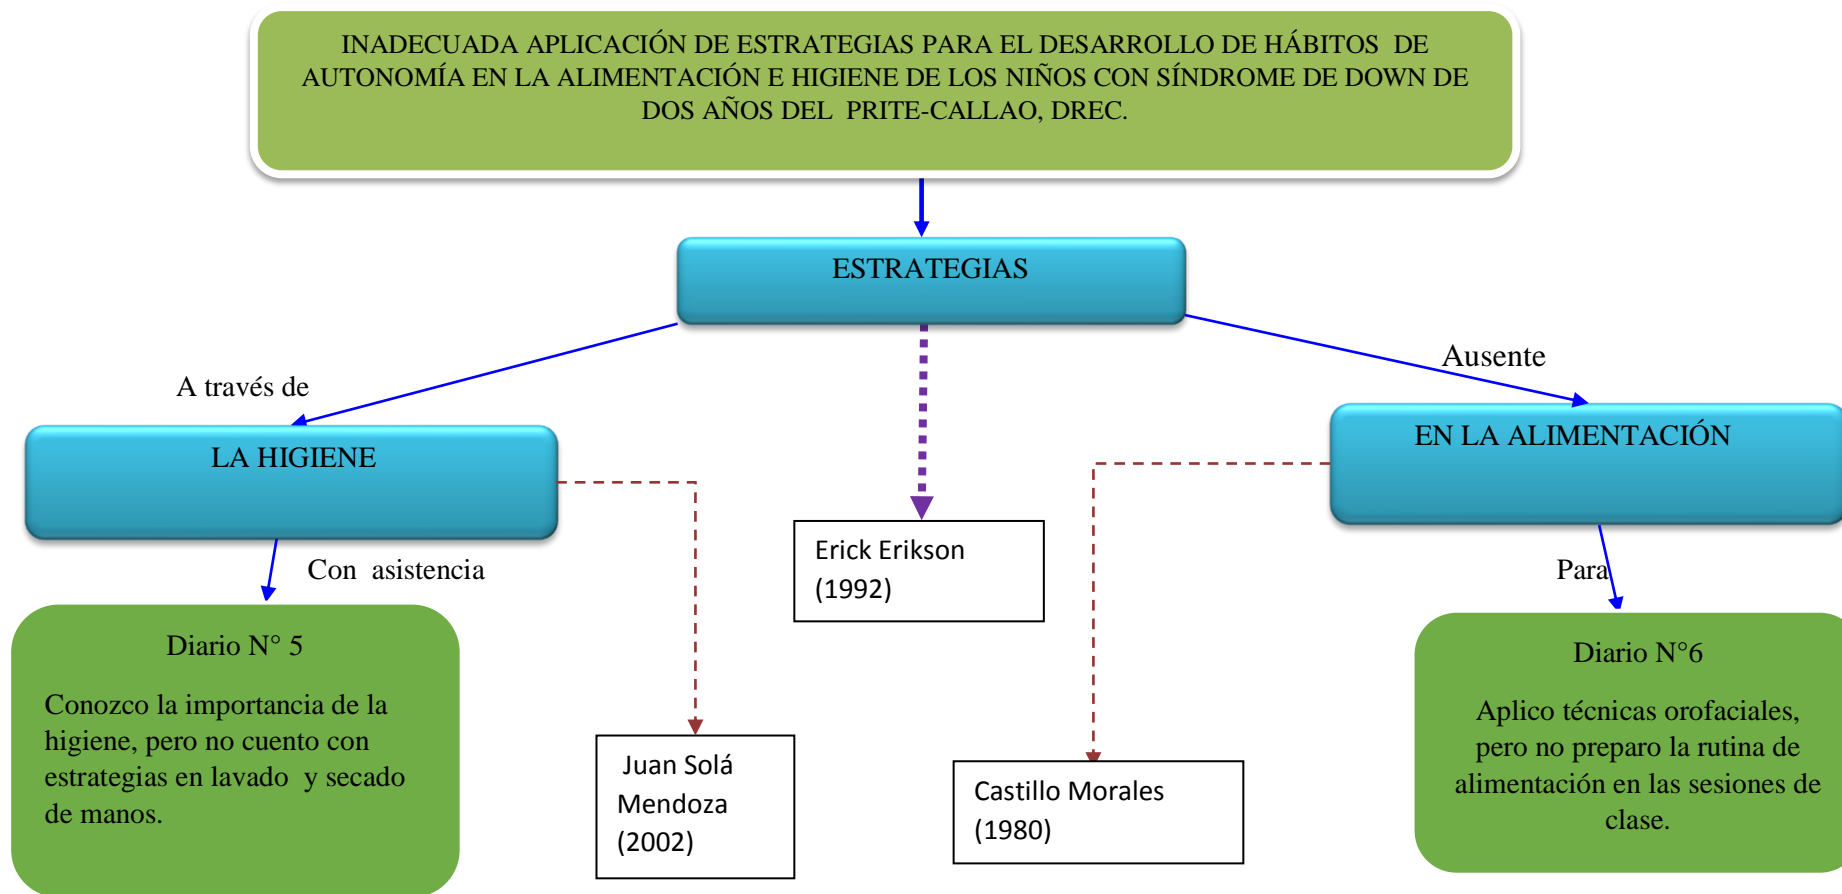 INADECUADA APLICACIÓN DE ESTRATEGIAS PARA EL DESARROLLO DE HÁBITOS DE
AUTONOMÍA EN LA ALIMENTACIÓN E HIGIENE DE LOS NIÑOS CON SÍNDROME DE DOWN DE
DOS AÑOS DEL PRITE-CALLAO, DREC.
ESTRATEGIAS
A través de
Ausente
LA HIGIENE
EN LA ALIMENTACIÓN
Con asistencia
Erick Erikson
(1992)
Para
Diario N° 5
Conozco la importancia de la
higiene, pero no cuento con
estrategias en lavado y secado
de manos.
Juan Solá
Mendoza
(2002)
Castillo Morales
(1980)
Diario N°6
Aplico técnicas orofaciales,
pero no preparo la rutina de
alimentación en las sesiones de
clase.